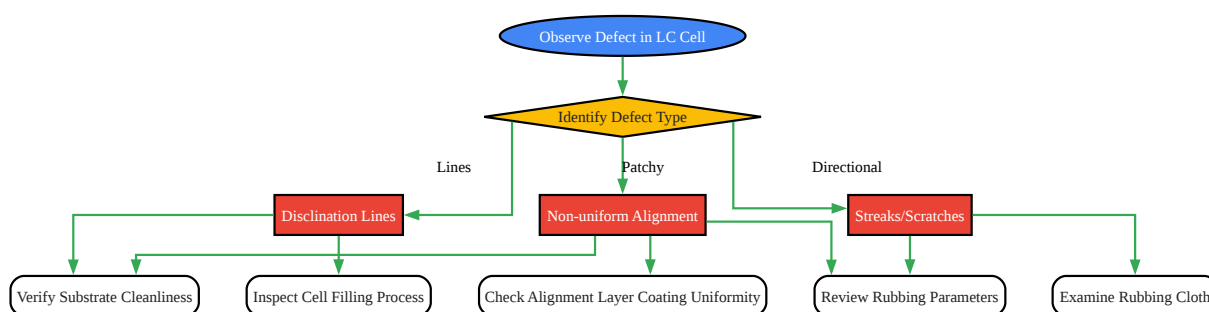 Observe Defect in LC Cell
Identify Defect Type
Lines
Patchy
Directional
Disclination Lines
Non-uniform Alignment
Streaks/Scratches
Verify Substrate Cleanliness
Inspect Cell Filling Process
Check Alignment Layer Coating Uniformity
Review Rubbing Parameters
Examine Rubbing Cloth